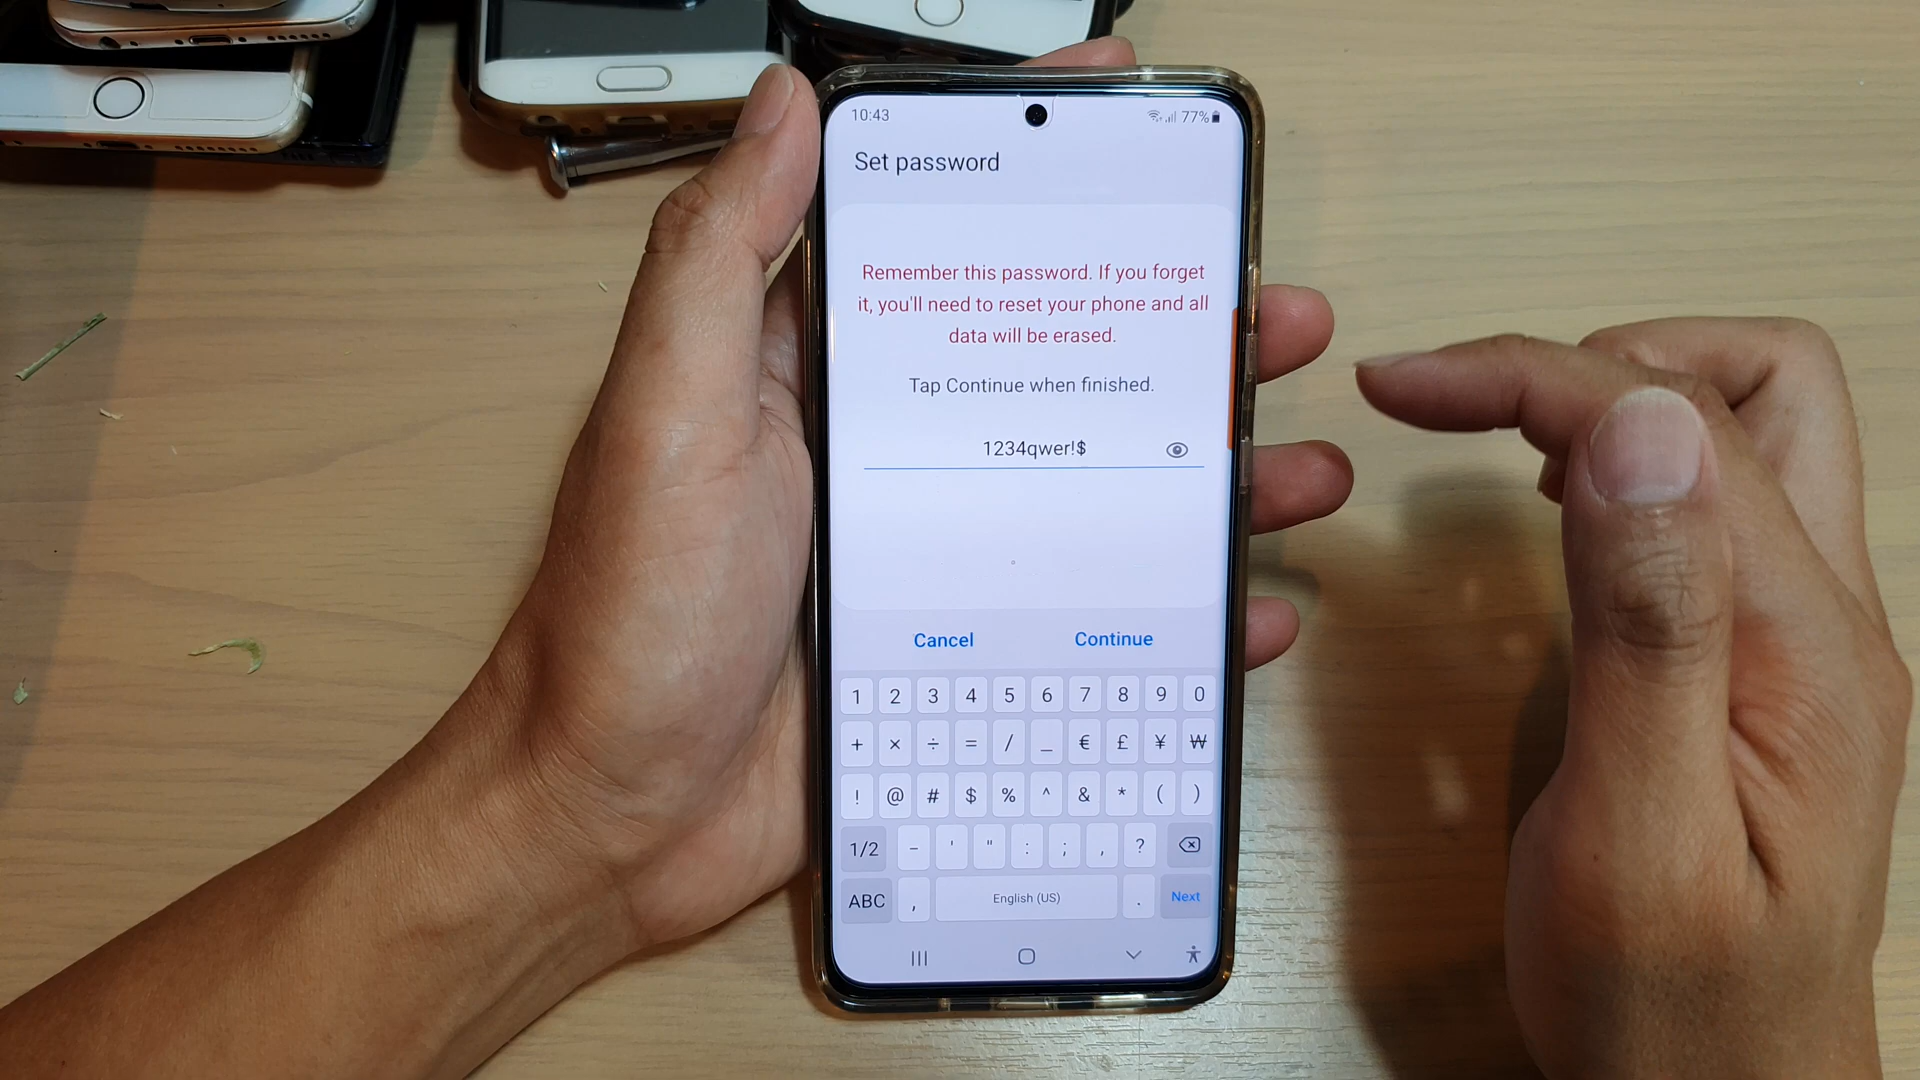 10:43 77%
Set password
Remember this password. If you forget
it, you'll need to reset your phone and all
data will be erased.
Tap Continue when finished.
1234qwer!$
Cancel Continue
1 2 3 4 5 6 7 8 9 0
+ × ÷ = / _ € £ ¥ ₩
! @ # $ % ^ & * ( )
1/2 - ' " : ; , ?
ABC , English (US) . Next